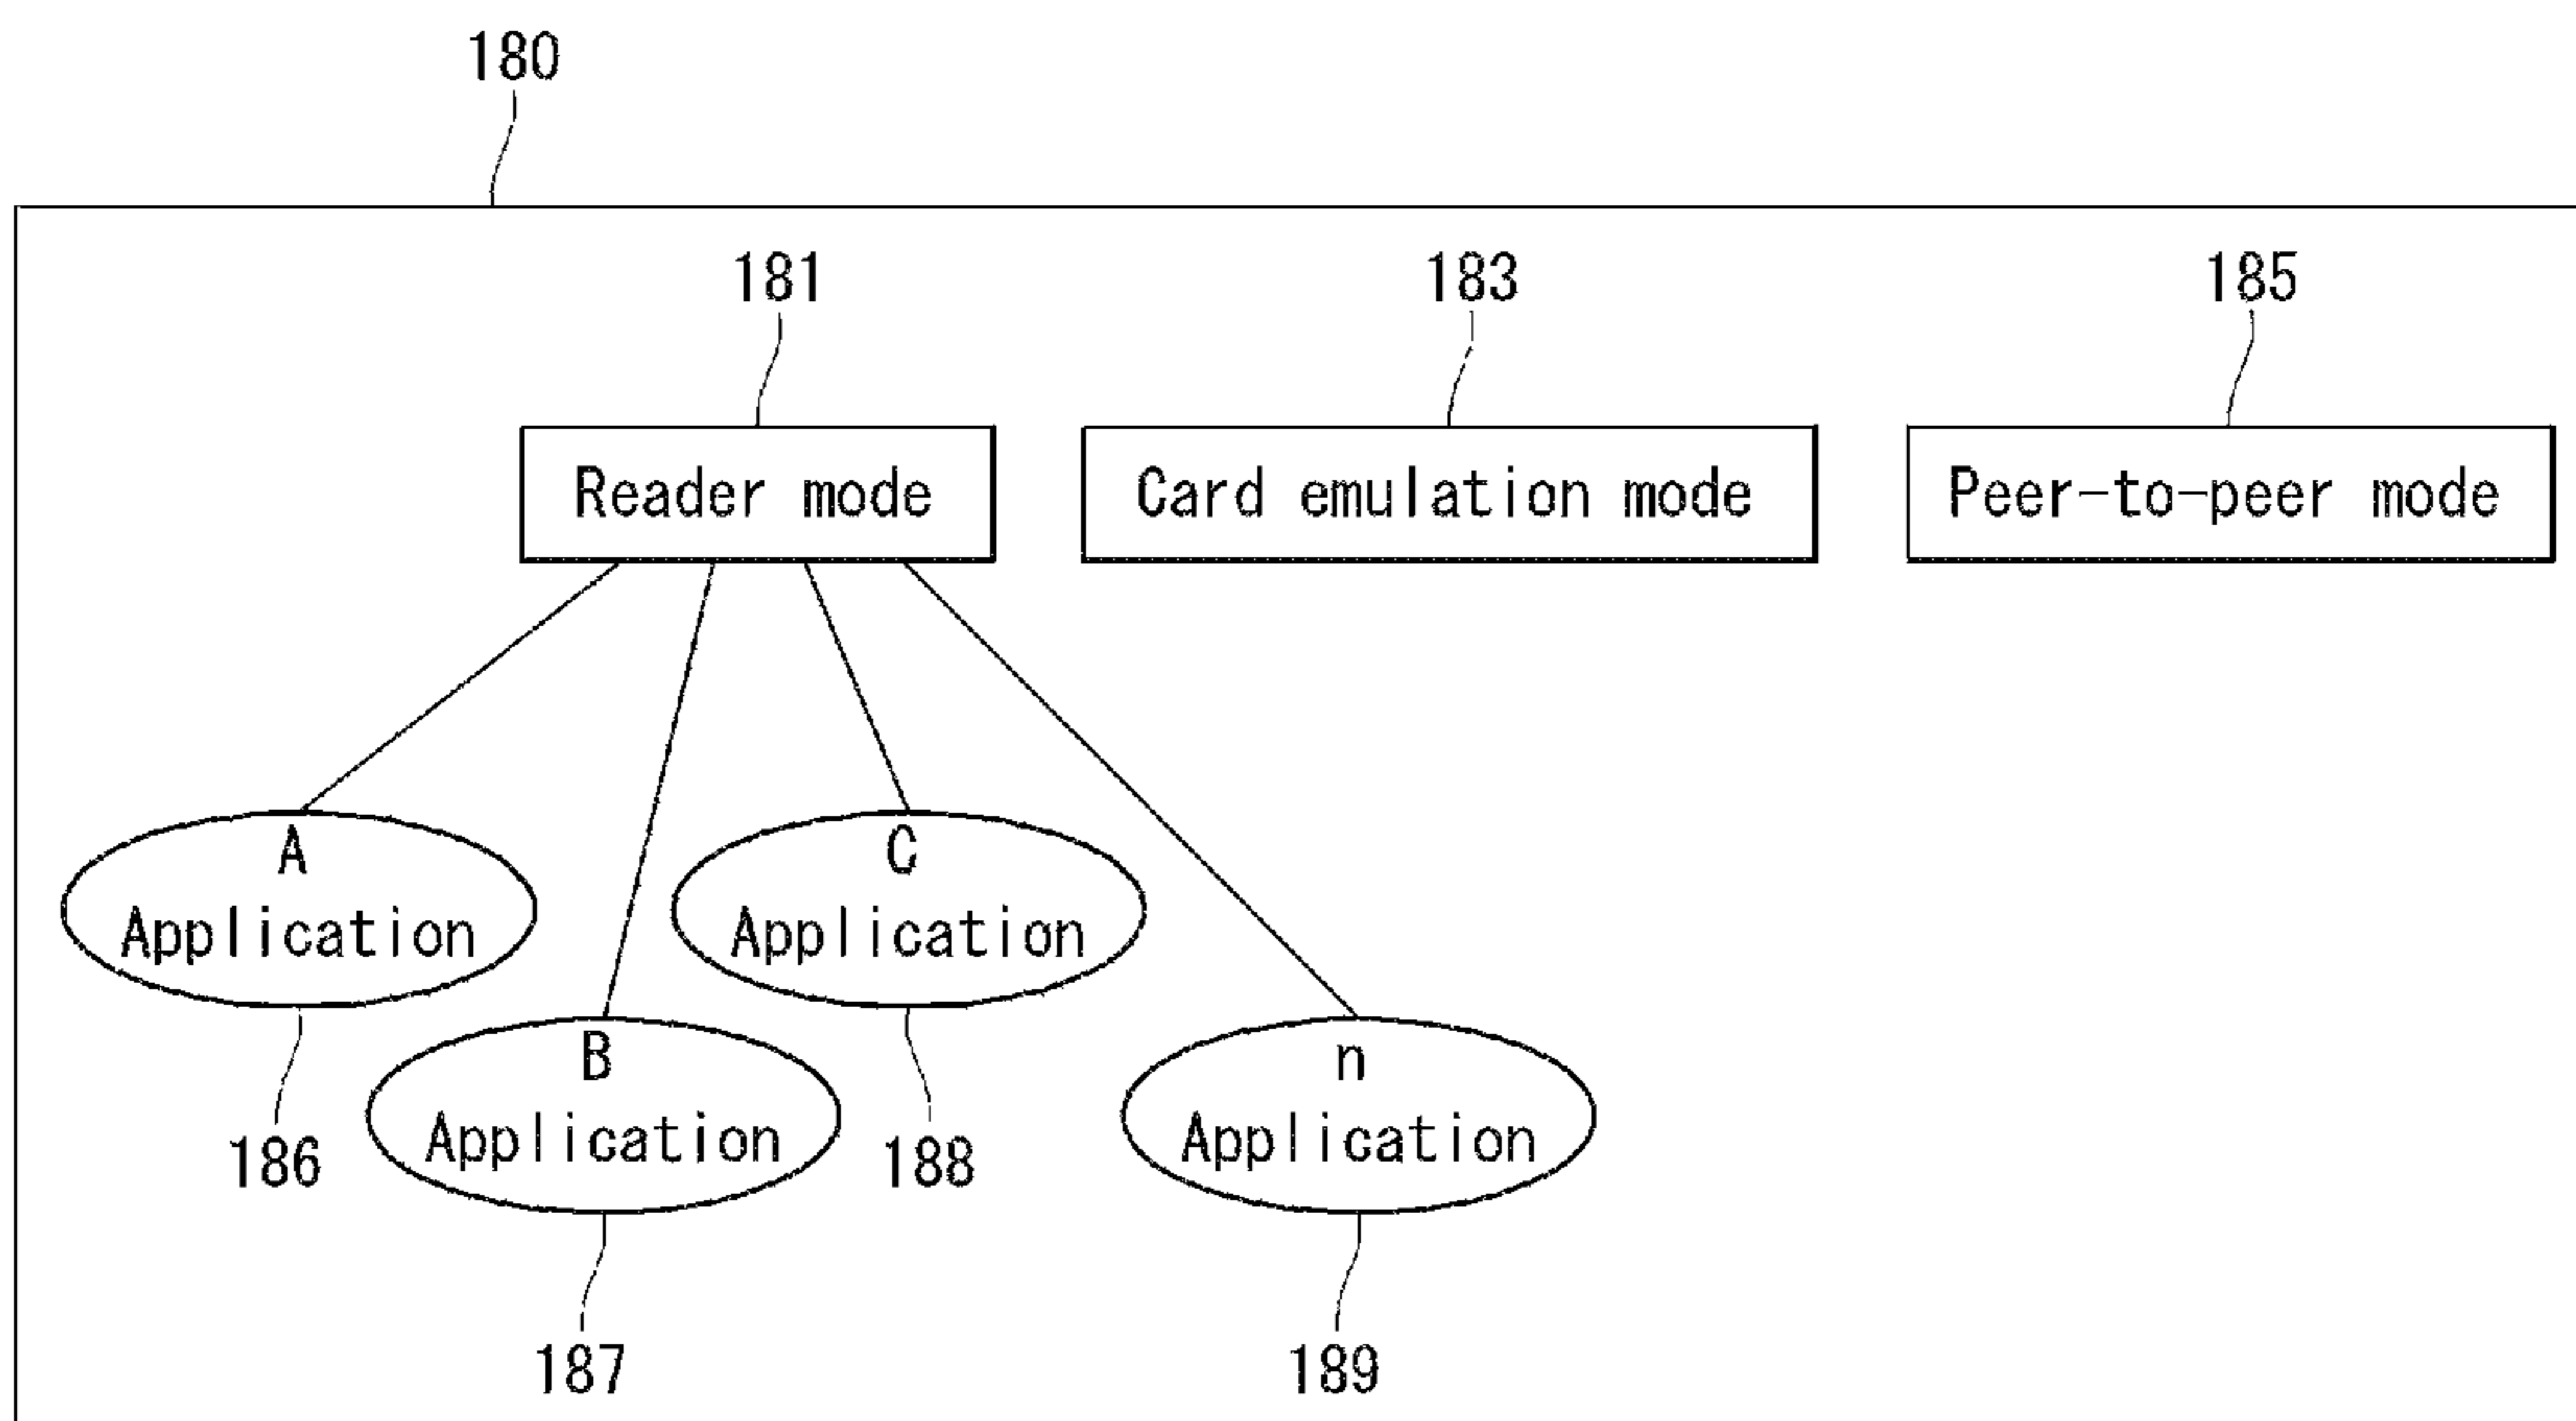 180
181
183
185
Reader mode
Card emulation mode
Peer-to-peer mode
A
Application
C
Application
B
Application
n
Application
186
188
187
189